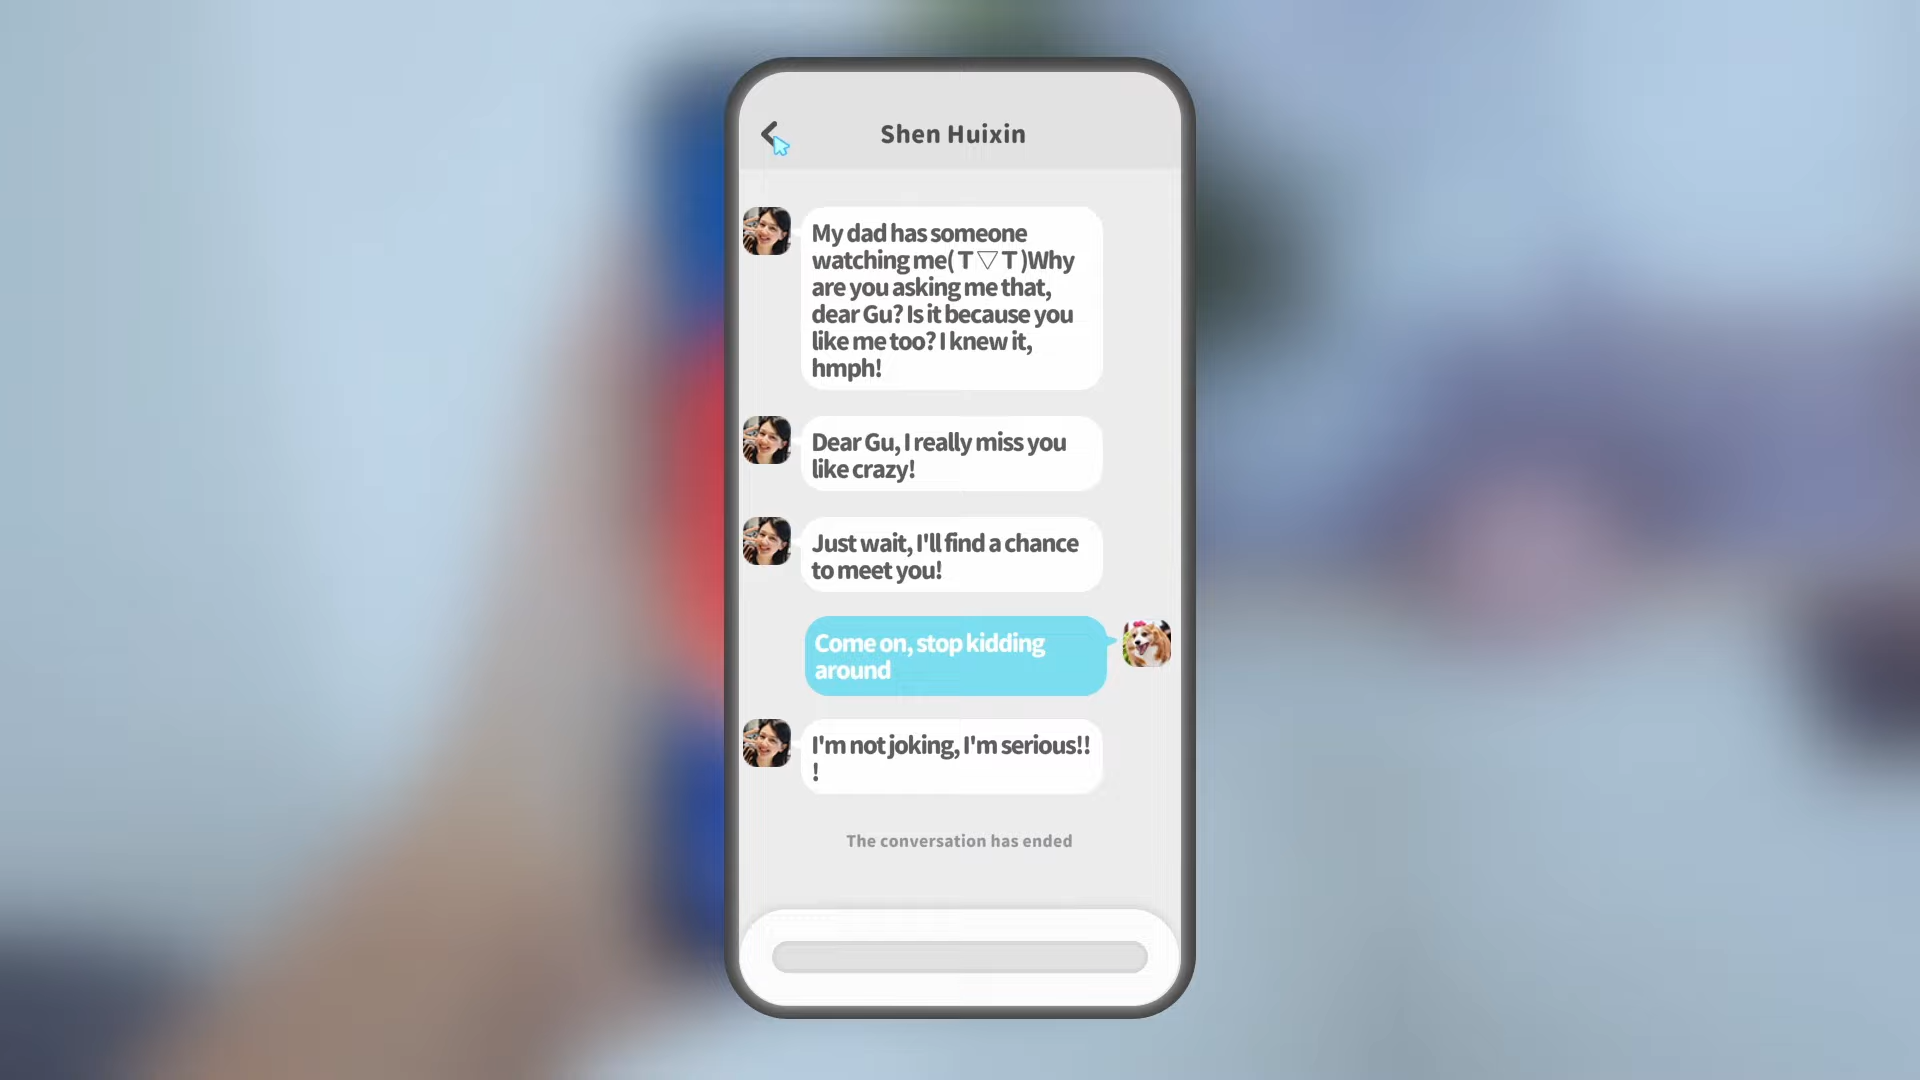 Shen Huixin
My dad has someone
watching me( T▽T )Why
are you asking me that,
dear Gu? Is it because you
like me too? I knew it,
hmph!
Dear Gu, I really miss you
like crazy!
Just wait, I'll find a chance
to meet you!
Come on, stop kidding
around
I'm not joking, I'm serious!!
!
The conversation has ended